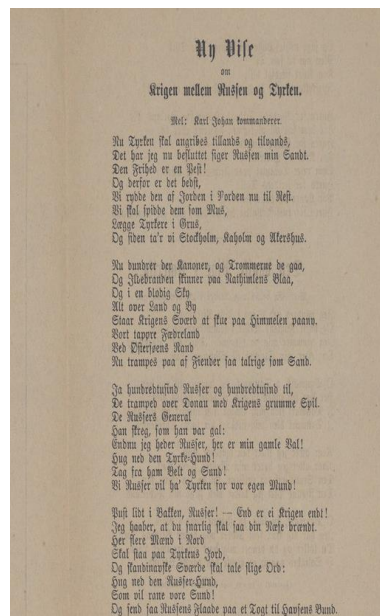 Ny Vise
om
Krigen mellem Russen og Tyrken.
Mel: Karl Johan kommanderer.
Nu Tyrken skal angribes tillands og tilvands,
Det har jeg nu besluttet siger Russen min Sandt.
Den Frihed er en Pest!
Og derfor er det bedst,
Vi rydde den af Jorden i Norden nu til Rest.
Vi skal spidde dem som Mus,
Lægge Tyrkere i Grus,
Og siden ta'r vi Stockholm, Kaholm og Akershus.
Nu dundrer der Kanoner, og Trommerne de gaa,
Og Ildebranden skinner paa Nathimlens Blaa,
Og i en blodig Sky
Alt over Land og By
Staar Krigens Sværd at skue paa Himmelen paany.
Vort tappre Fædreland
Ved Østersøens Rand
Nu trampes paa af Fiender saa talrige som Sand.
Ja hundredtusind Russer og hundredtusind til,
De tramped over Donau med Krigens grumme Spil.
De Russers General
Han skreg, som han var gal:
Endnu jeg heder Russer, her er min gamle Val!
Hug ned den Tyrke-Hund!
Tag fra ham Belt og Sund!
Vi Russer vil ha' Tyrken for vor egen Mund!
Pust lidt i Bakken, Russer! — End er ei Krigen endt!
Jeg haaber, at du snarlig skal faa din Næse brændt.
Her flere Mænd i Nord
Skal staa paa Tyrkens Jord,
Og skandinavske Sværde skal tale slige Ord:
Hug ned den Russer-Hund,
Som vil rane vore Sund!
Og send saa Russens Flaade paa et Togt til Havsens Bund.